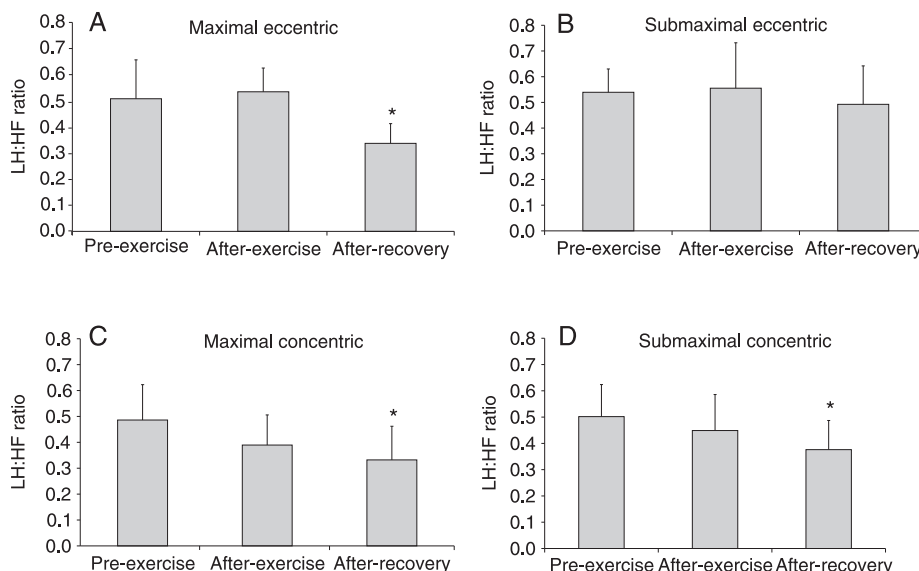 A
Maximal eccentric
LH:HF ratio
0.8
0.7
0.6
0.5
0.4
0.3
0.2
0.1
0.0
*
Pre-exercise After-exercise After-recovery
B
Submaximal eccentric
LH:HF ratio
0.8
0.7
0.6
0.5
0.4
0.3
0.2
0.1
0.0
Pre-exercise After-exercise After-recovery
C
Maximal concentric
LH:HF ratio
0.8
0.7
0.6
0.5
0.4
0.3
0.2
0.1
0.0
*
Pre-exercise After-exercise After-recovery
D
Submaximal concentric
LH:HF ratio
0.8
0.7
0.6
0.5
0.4
0.3
0.2
0.1
0.0
*
Pre-exercise After-exercise After-recovery